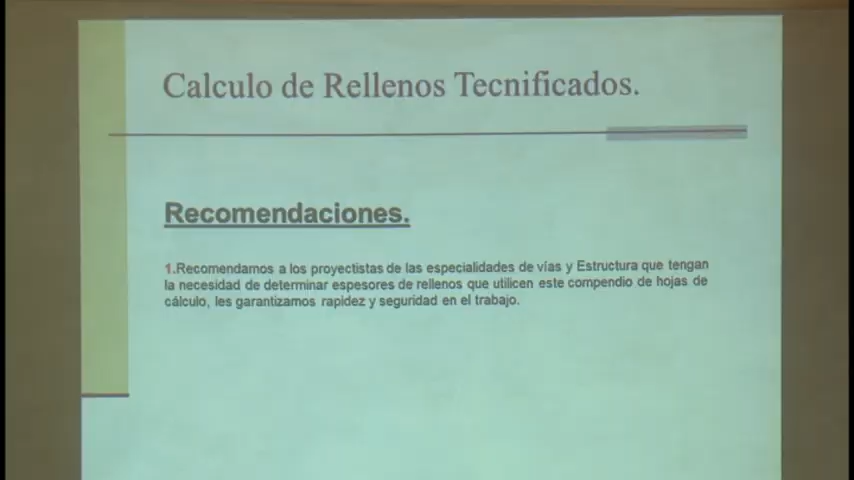 Calculo de Rellenos Tecnificados.
Recomendaciones.
1.Recomendamos a los proyectistas de las especialidades de vías y Estructura que tengan
la necesidad de determinar espesores de rellenos que utilicen este compendio de hojas de
cálculo, les garantizamos rapidez y seguridad en el trabajo.